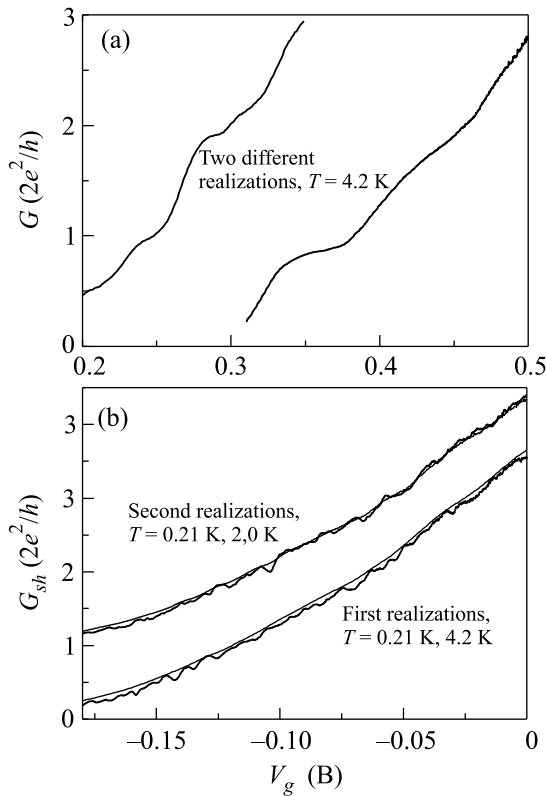 3
(a)
2
G (2e²/h)
Two different
realizations, T = 4.2 K
1
0
0.2 0.3 0.4 0.5
(b)
3
3
Second realizations,
T = 0.21 K, 2,0 K
G_sh (2e²/h)
2
First realizations,
T = 0.21 K, 4.2 K
1
0
−0.15 −0.10 −0.05 0
V_g (B)